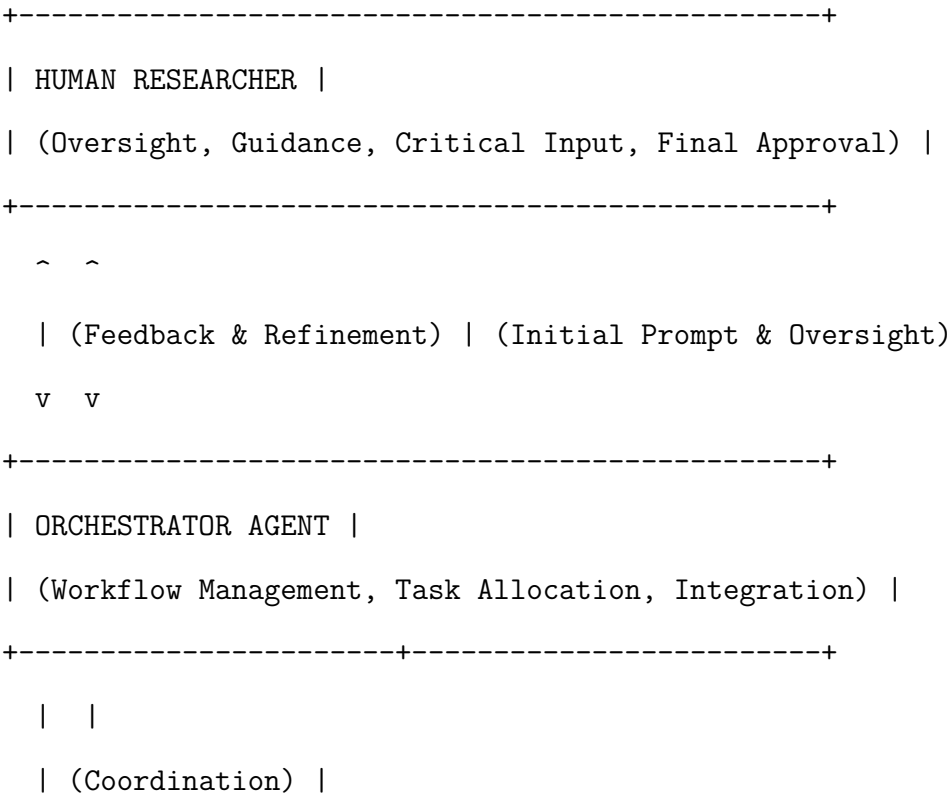 +-------------------------------------------------+
| HUMAN RESEARCHER |
| (Oversight, Guidance, Critical Input, Final Approval) |
+-------------------------------------------------+
^ ^
| (Feedback & Refinement) | (Initial Prompt & Oversight)
v v
+-------------------------------------------------+
| ORCHESTRATOR AGENT |
| (Workflow Management, Task Allocation, Integration) |
+-----------------------+-------------------------+
| |
| (Coordination) |